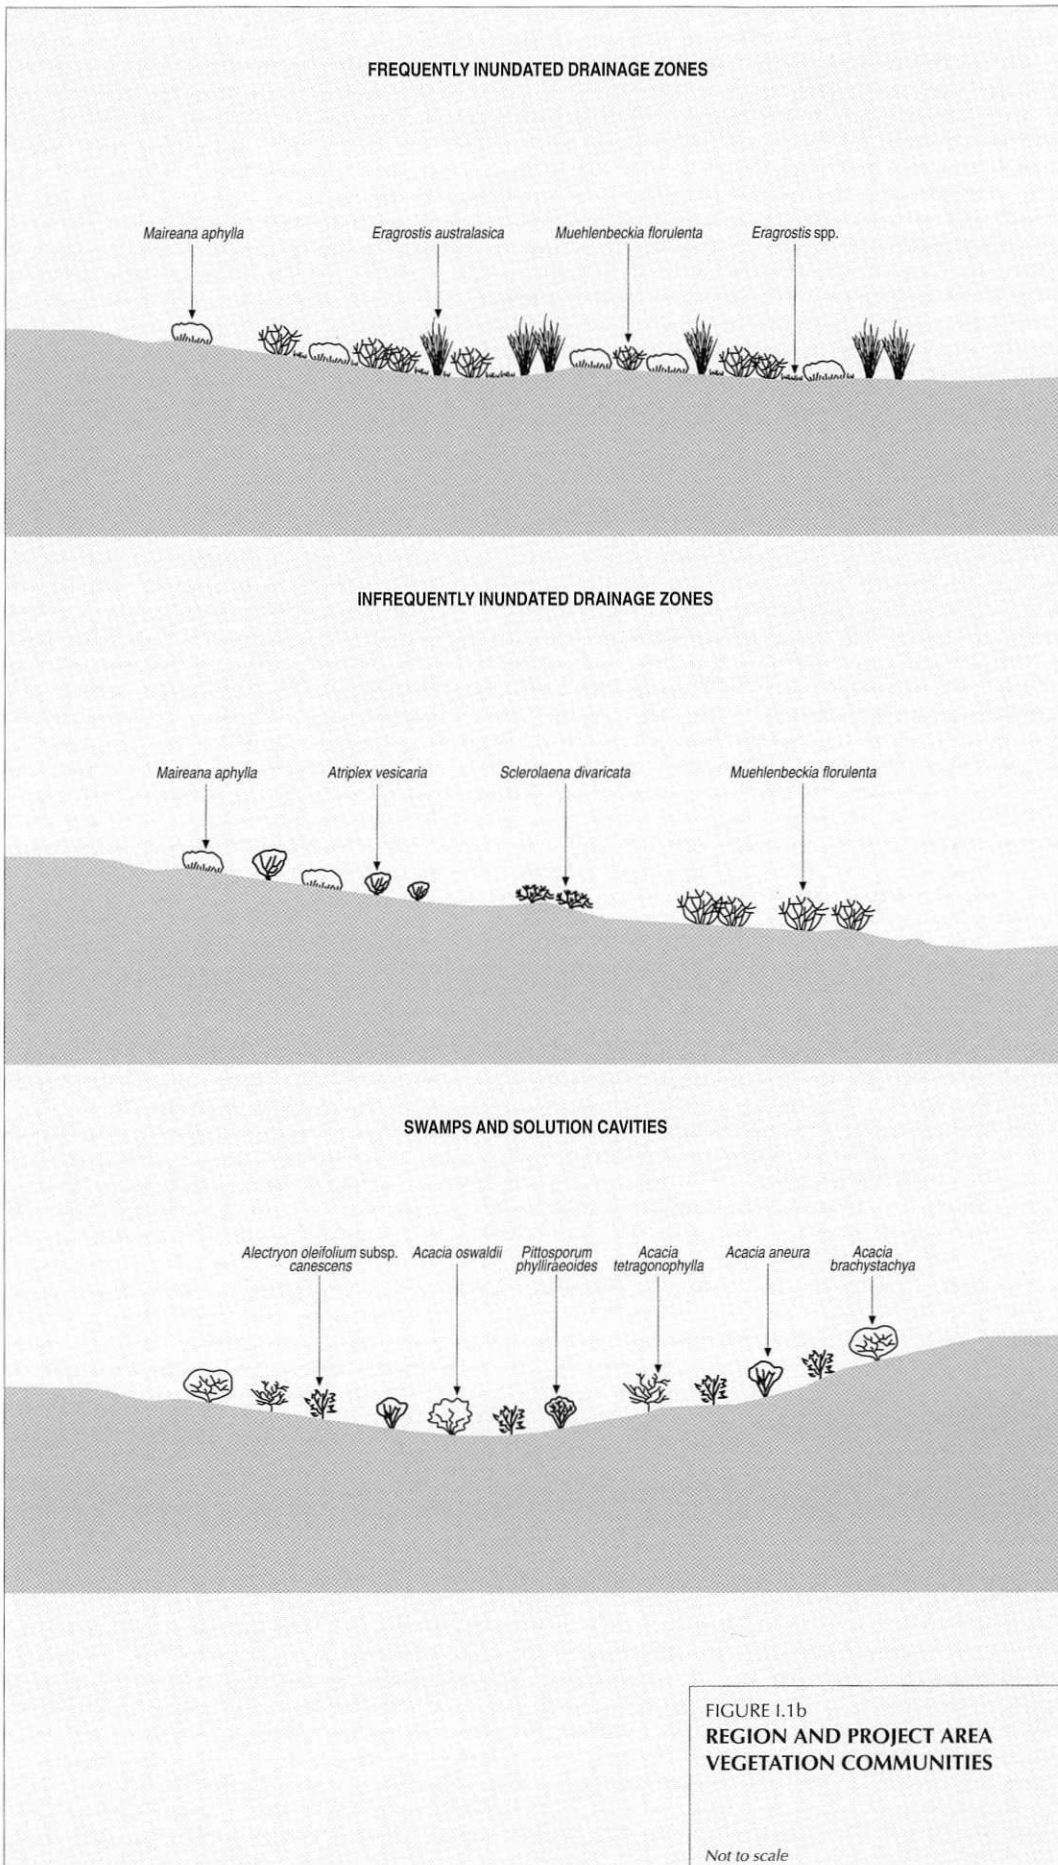 FREQUENTLY INUNDATED DRAINAGE ZONES
Maireana aphylla
Eragrostis australasica
Muehlenbeckia florulenta
Eragrostis spp.
INFREQUENTLY INUNDATED DRAINAGE ZONES
Maireana aphylla
Atriplex vesicaria
Sclerolaena divaricata
Muehlenbeckia florulenta
SWAMPS AND SOLUTION CAVITIES
Alectryon oleifolium subsp.
canescens
Acacia oswaldii
Pittosporum
phylliraeoides
Acacia
tetragonophylla
Acacia aneura
Acacia
brachystachya
FIGURE I.1b
REGION AND PROJECT AREA
VEGETATION COMMUNITIES
Not to scale